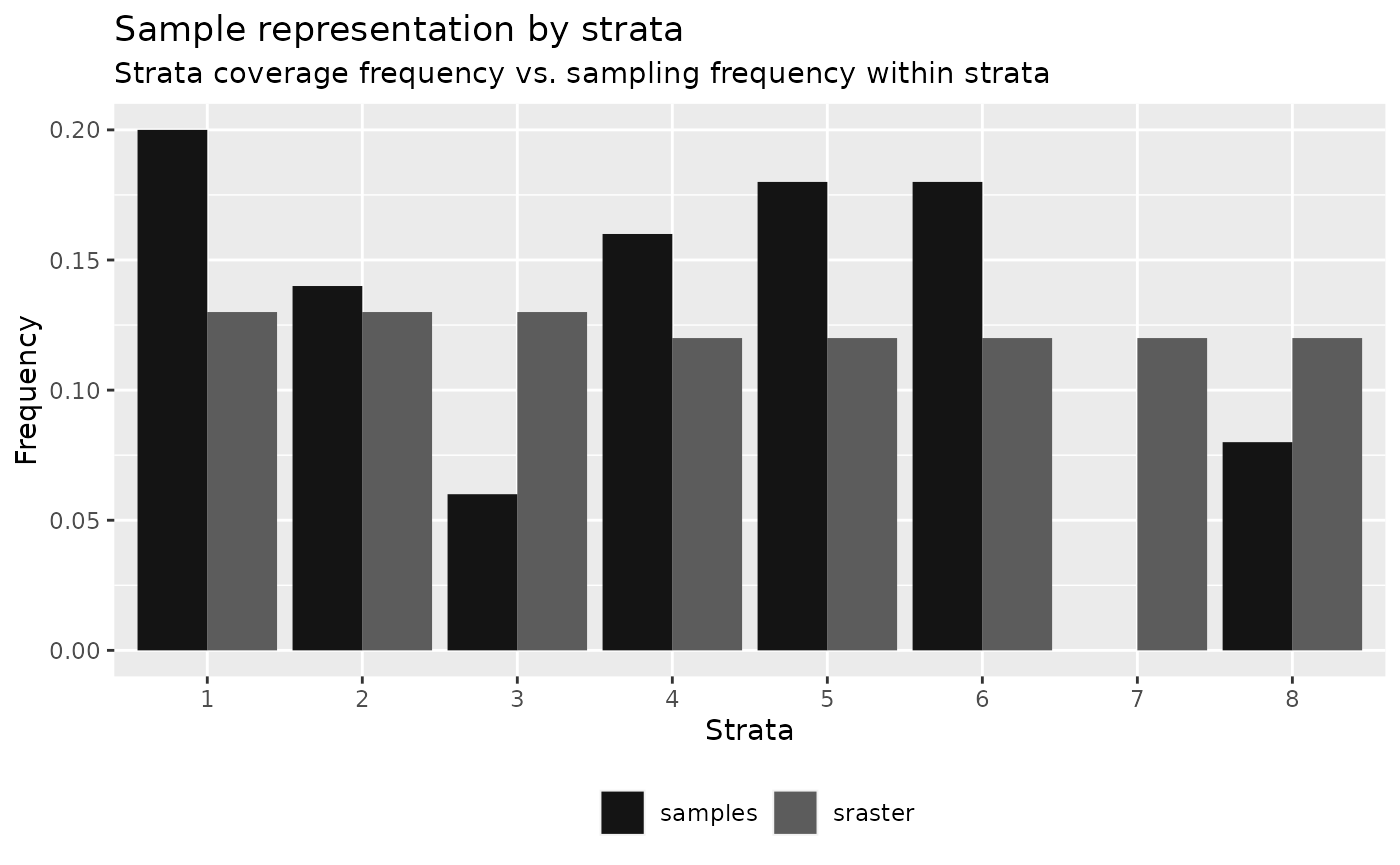 Sample representation by strata
Strata coverage frequency vs. sampling frequency within strata
Frequency
0.20
0.15
0.10
0.05
0.00
1 2 3 4 5 6 7 8
Strata
samples sraster